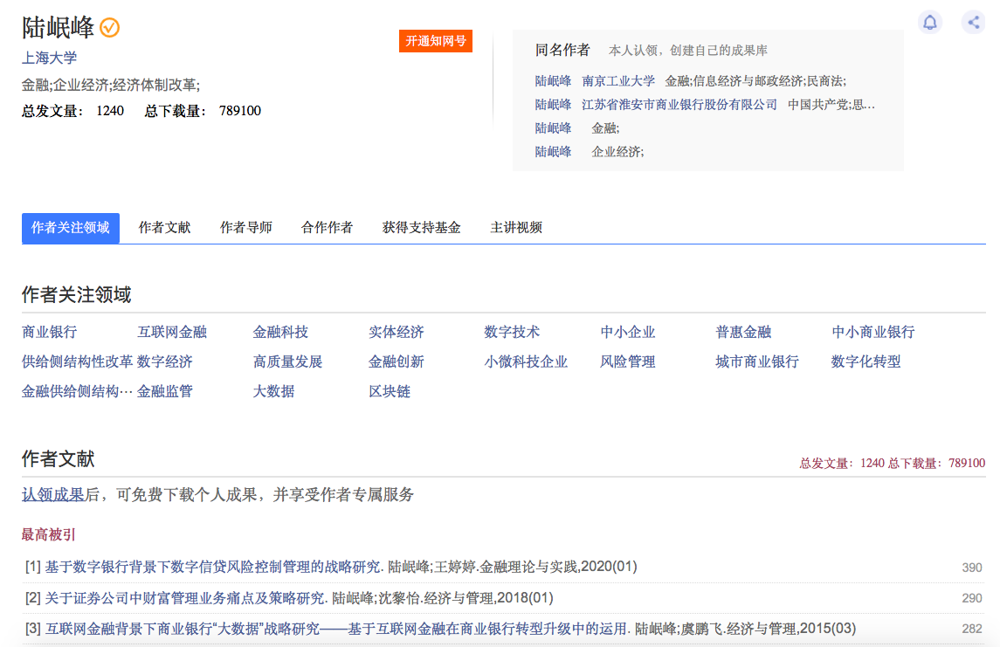 陆岷峰
上海大学
金融;企业经济;经济体制改革;
总发文量： 1240 总下载量： 789100
开通知网号
同名作者 本人认领，创建自己的成果库
陆岷峰 南京工业大学 金融;信息经济与邮政经济;民商法;
陆岷峰 江苏省淮安市商业银行股份有限公司 中国共产党;思...
陆岷峰 金融;
陆岷峰 企业经济;
作者关注领域 作者文献 作者导师 合作作者 获得支持基金 主讲视频
作者关注领域
商业银行 互联网金融 金融科技 实体经济 数字技术 中小企业 普惠金融 中小商业银行
供给侧结构性改革 数字经济 高质量发展 金融创新 小微科技企业 风险管理 城市商业银行 数字化转型
金融供给侧结构… 金融监管 大数据 区块链
作者文献 总发文量：1240 总下载量：789100
认领成果后，可免费下载个人成果，并享受作者专属服务
最高被引
[1] 基于数字银行背景下数字信贷风险控制管理的战略研究. 陆岷峰;王婷婷.金融理论与实践,2020(01) 390
[2] 关于证券公司中财富管理业务痛点及策略研究. 陆岷峰;沈黎怡.经济与管理,2018(01) 290
[3] 互联网金融背景下商业银行“大数据”战略研究——基于互联网金融在商业银行转型升级中的运用. 陆岷峰;虞鹏飞.经济与管理,2015(03) 282